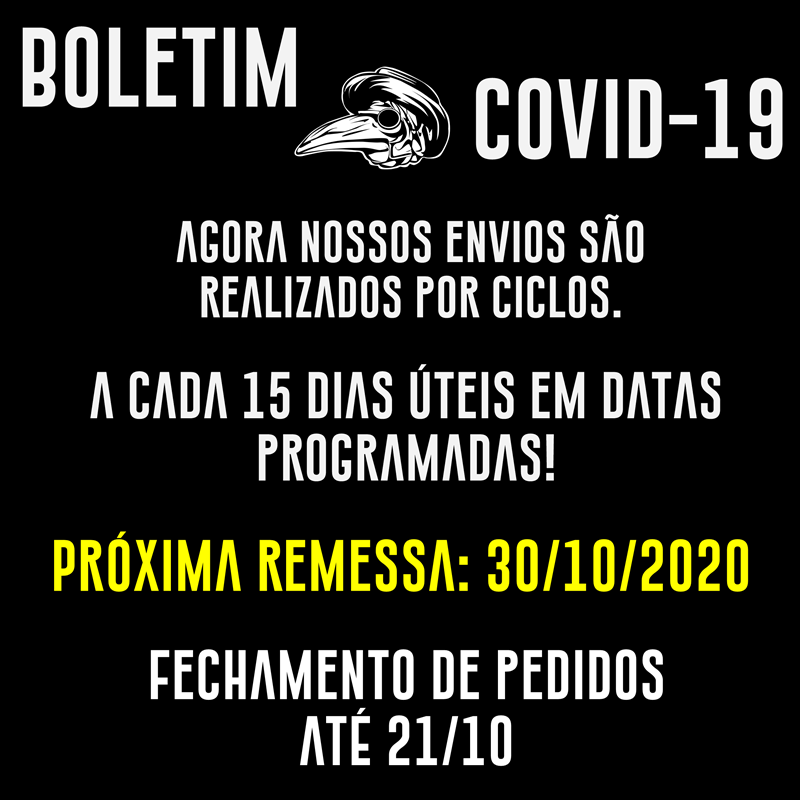 BOLETIM
COVID-19
AGORA NOSSOS ENVIOS SÃO
REALIZADOS POR CICLOS.
A CADA 15 DIAS ÚTEIS EM DATAS
PROGRAMADAS!
PRÓXIMA REMESSA: 30/10/2020
FECHAMENTO DE PEDIDOS
ATÉ 21/10